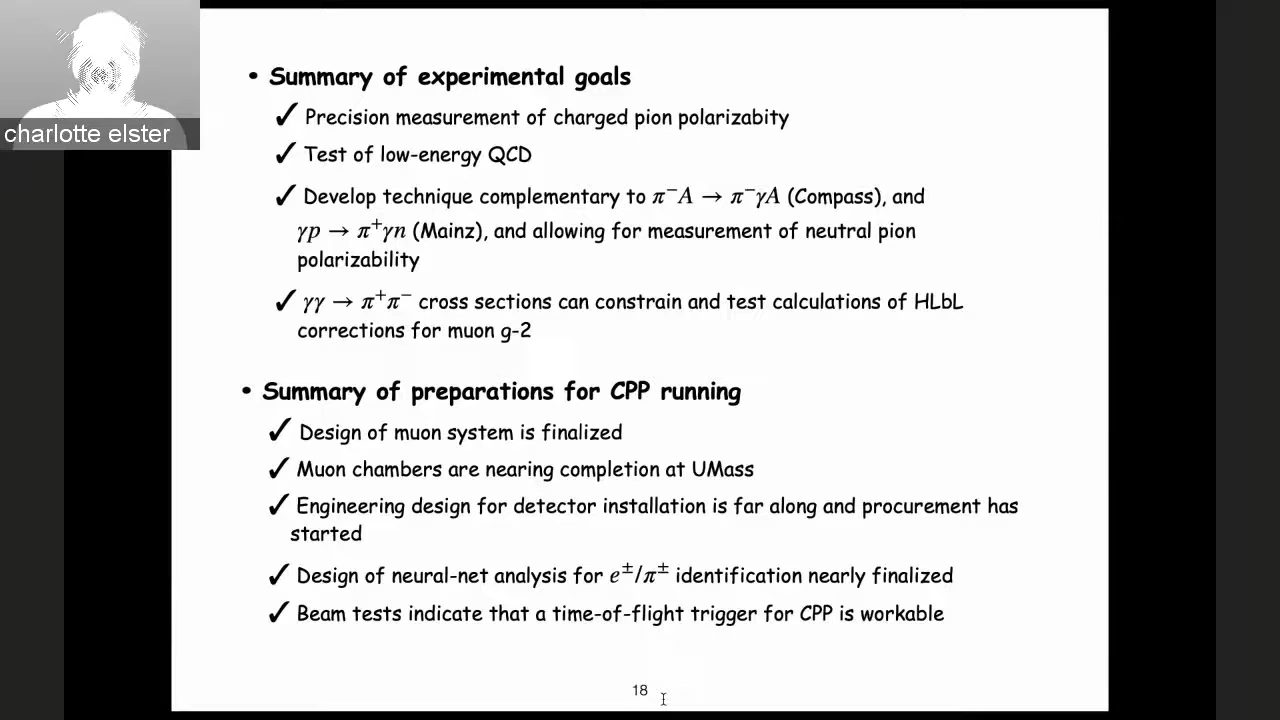 charlotte elster
• Summary of experimental goals
✓ Precision measurement of charged pion polarizabity
✓ Test of low-energy QCD
✓ Develop technique complementary to π⁻A → π⁻γA (Compass), and
γp → π⁺γn (Mainz), and allowing for measurement of neutral pion
polarizability
✓ γγ → π⁺π⁻ cross sections can constrain and test calculations of HLbL
corrections for muon g-2
• Summary of preparations for CPP running
✓ Design of muon system is finalized
✓ Muon chambers are nearing completion at UMass
✓ Engineering design for detector installation is far along and procurement has
started
✓ Design of neural-net analysis for e±/π± identification nearly finalized
✓ Beam tests indicate that a time-of-flight trigger for CPP is workable
18